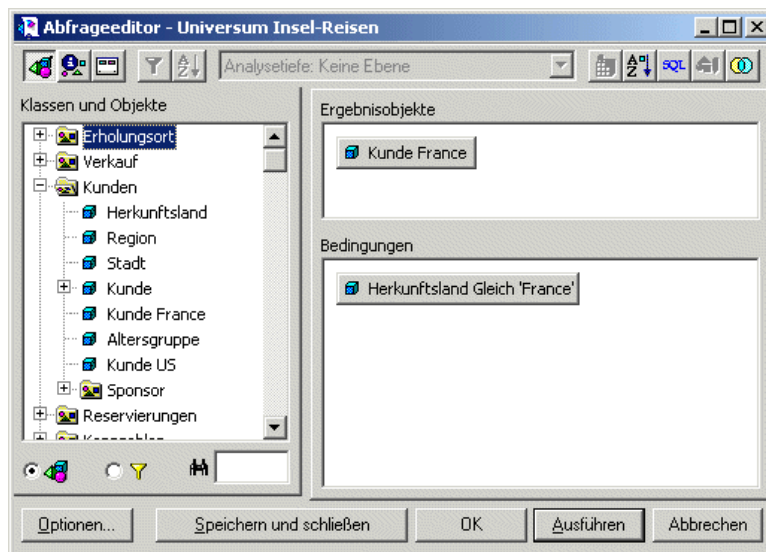 Abfrageeditor - Universum Insel-Reisen
Analysetiefe: Keine Ebene
SQL
Klassen und Objekte
Erholungsort
Verkauf
Kunden
Herkunftsland
Region
Stadt
Kunde
Kunde France
Altersgruppe
Kunde US
Sponsor
Reservierungen
Ergebnisobjekte
Kunde France
Bedingungen
Herkunftsland Gleich 'France'
Optionen...
Speichern und schließen
OK
Ausführen
Abbrechen